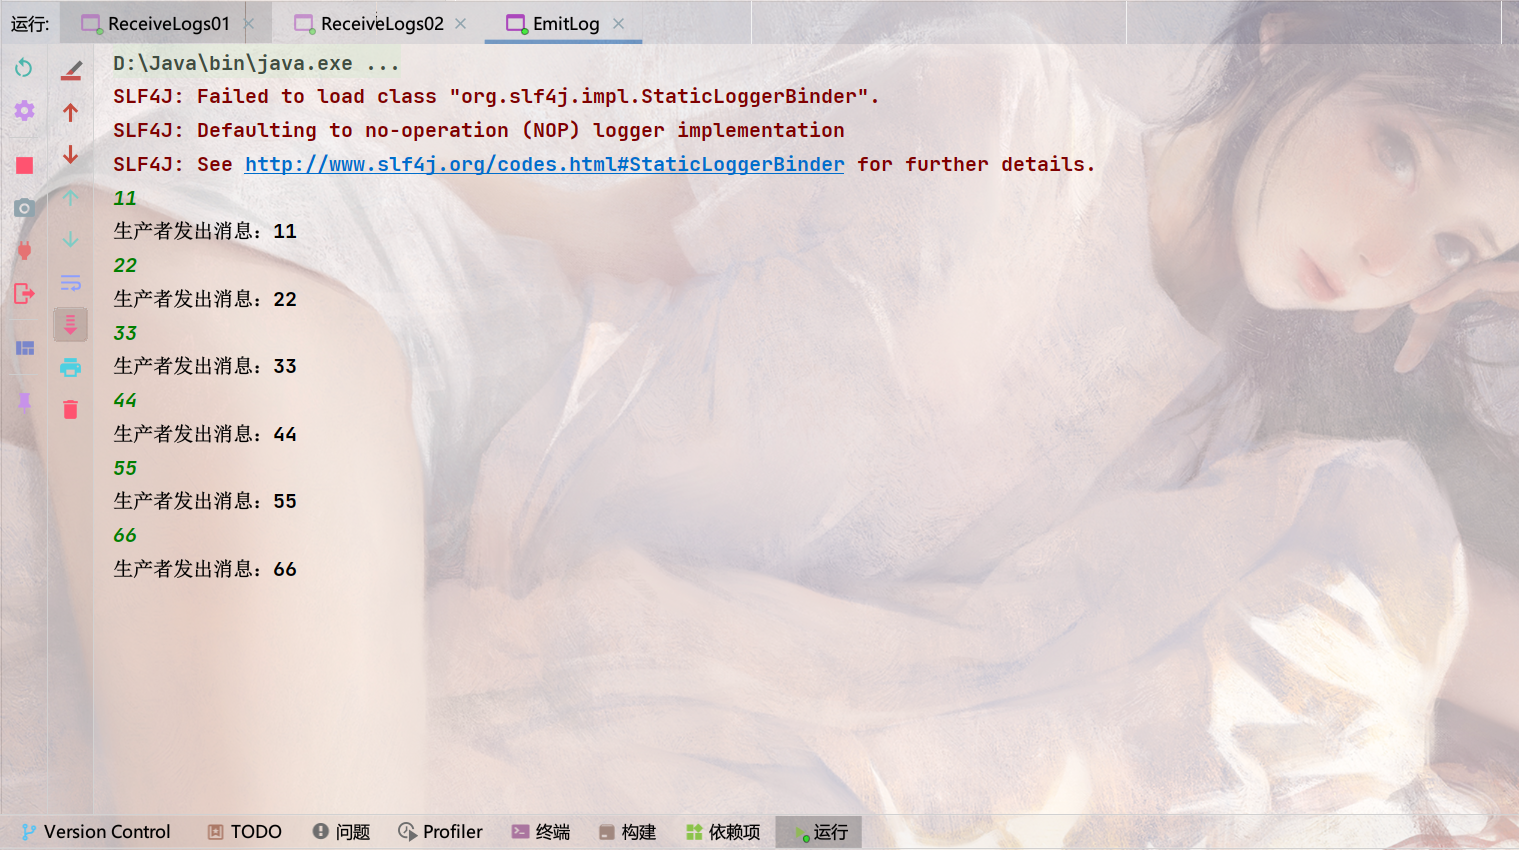 运行: ReceiveLogs01 ReceiveLogs02 EmitLog
D:\Java\bin\java.exe ...
SLF4J: Failed to load class "org.slf4j.impl.StaticLoggerBinder".
SLF4J: Defaulting to no-operation (NOP) logger implementation
SLF4J: See http://www.slf4j.org/codes.html#StaticLoggerBinder for further details.
11
生产者发出消息：11
22
生产者发出消息：22
33
生产者发出消息：33
44
生产者发出消息：44
55
生产者发出消息：55
66
生产者发出消息：66
Version Control TODO 问题 Profiler 终端 构建 依赖项 运行